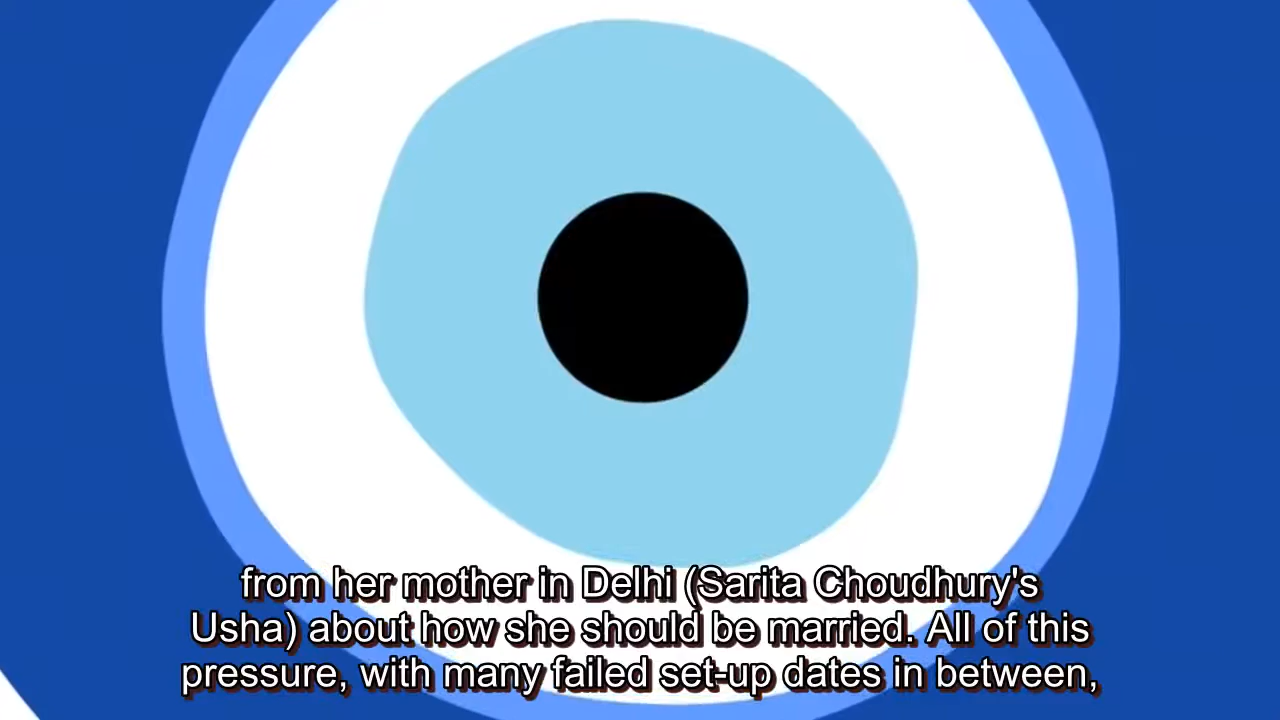 from her mother in Delhi (Sarita Choudhury's
Usha) about how she should be married. All of this
pressure, with many failed set-up dates in between,